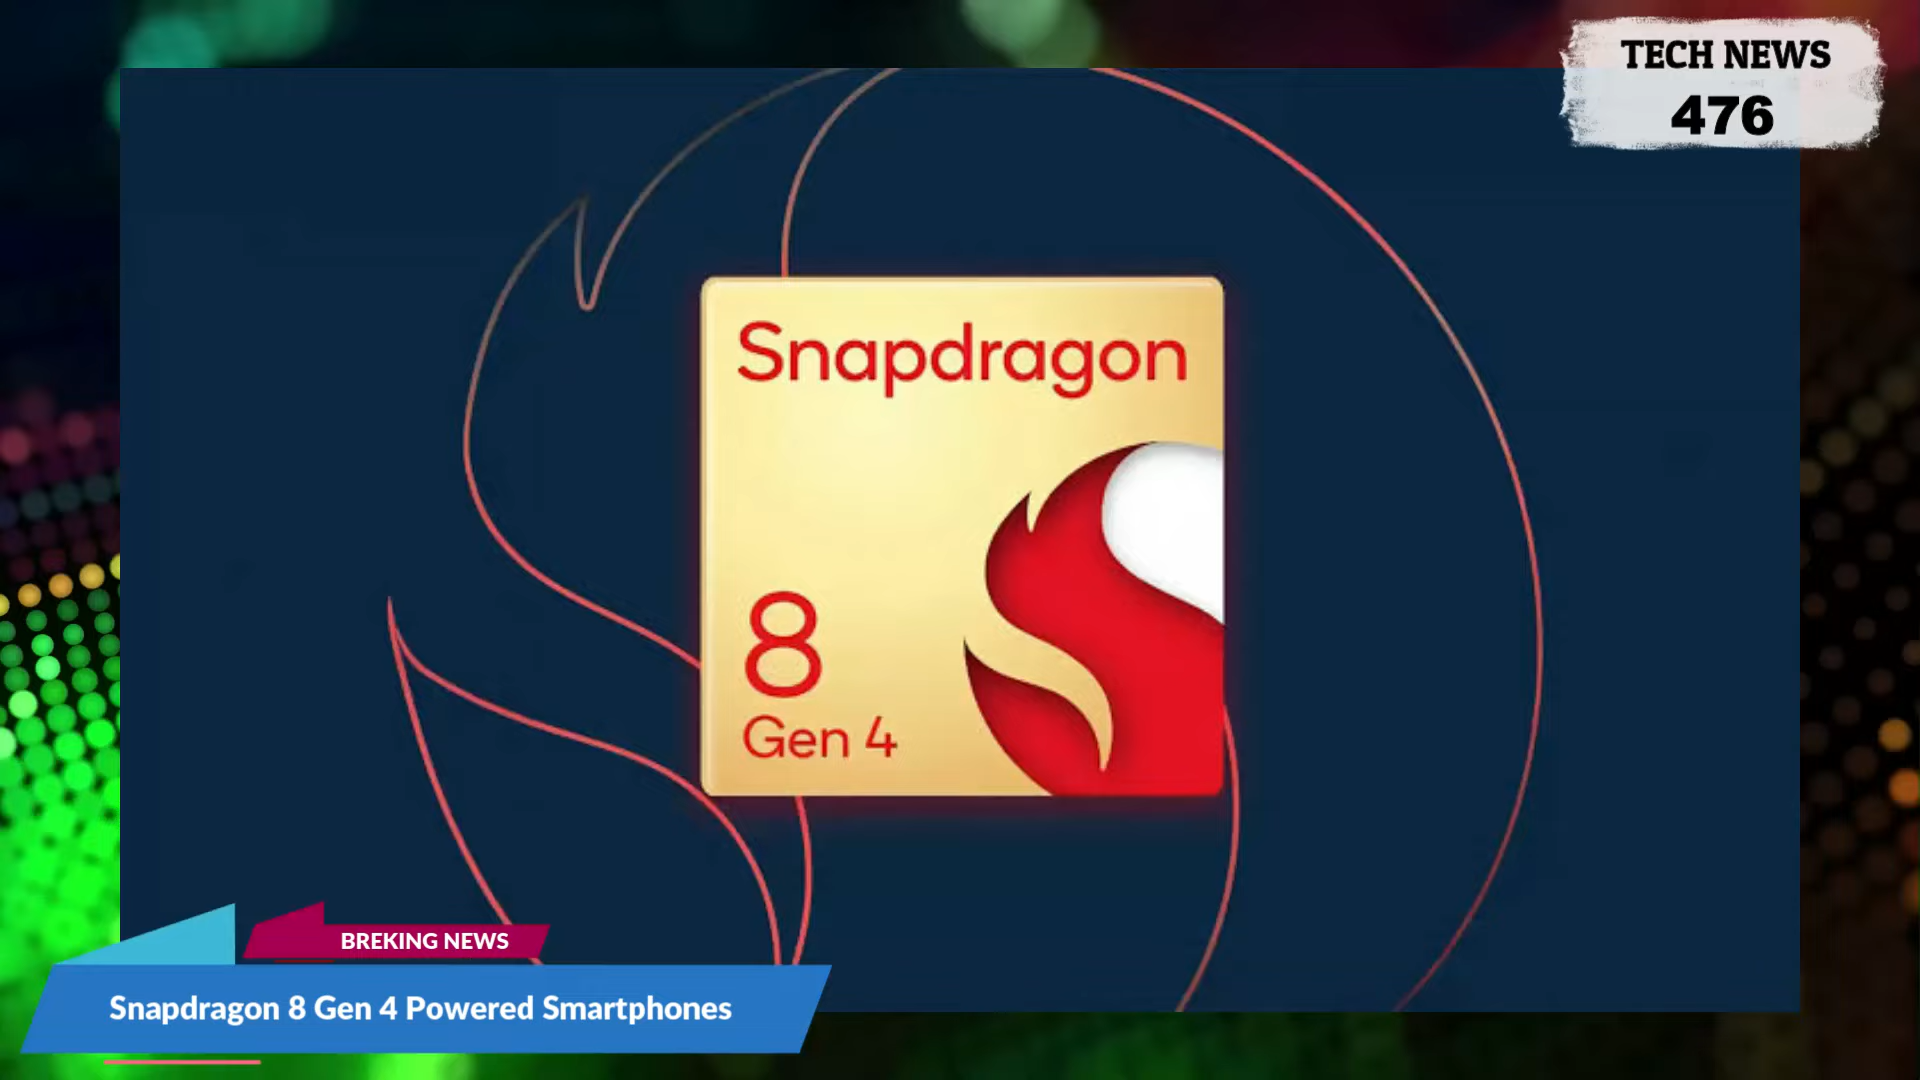 TECH NEWS
476
Snapdragon
8
Gen 4
BREKING NEWS
Snapdragon 8 Gen 4 Powered Smartphones